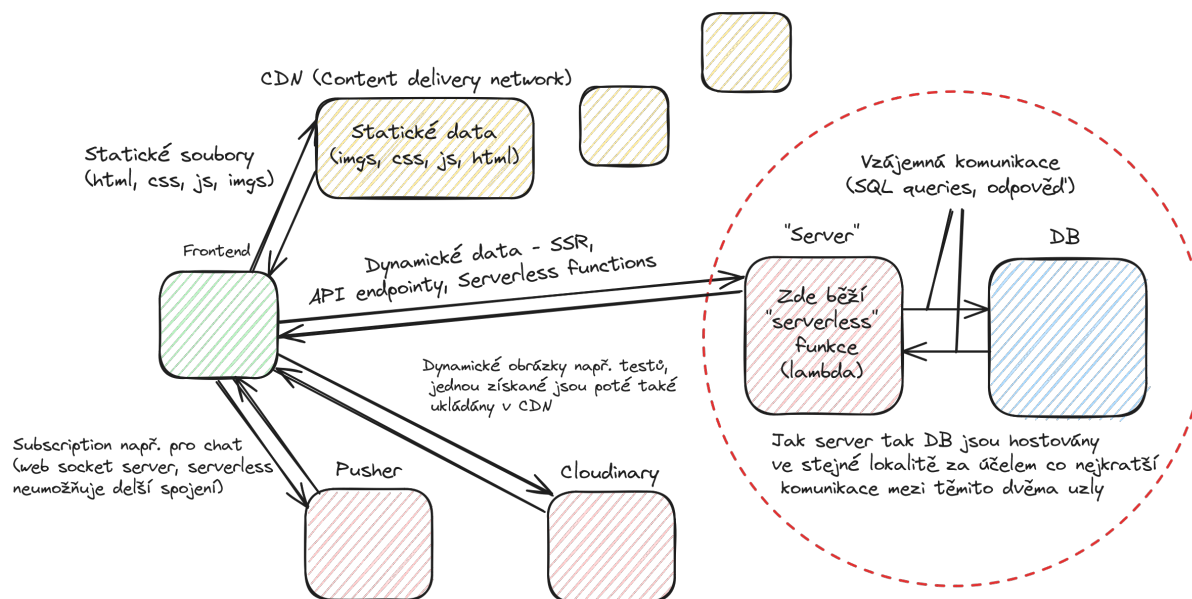 CDN (Content delivery network)
Statické data
(imgs, css, js, html)
Statické soubory
(html, css, js, imgs)
Frontend
Dynamické data - SSR,
API endpointy, Serverless functions
Vzájemná komunikace
(SQL queries, odpověď)
"Server"
DB
Zde běží
"serverless"
funkce
(lambda)
Dynamické obrázky např. testů,
jednou získané jsou poté také
ukládány v CDN
Jak server tak DB jsou hostovány
ve stejné lokalitě za účelem co nejkratší
komunikace mezi těmito dvěma uzly
Subscription např. pro chat
(web socket server, serverless
neumožňuje delší spojení)
Pusher
Cloudinary